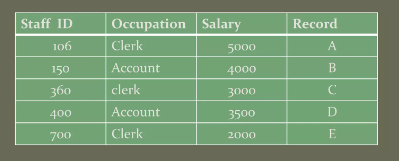 Staff ID Occupation Salary Record
106 Clerk 5000 A
150 Account 4000 B
360 clerk 3000 C
400 Account 3500 D
700 Clerk 2000 E